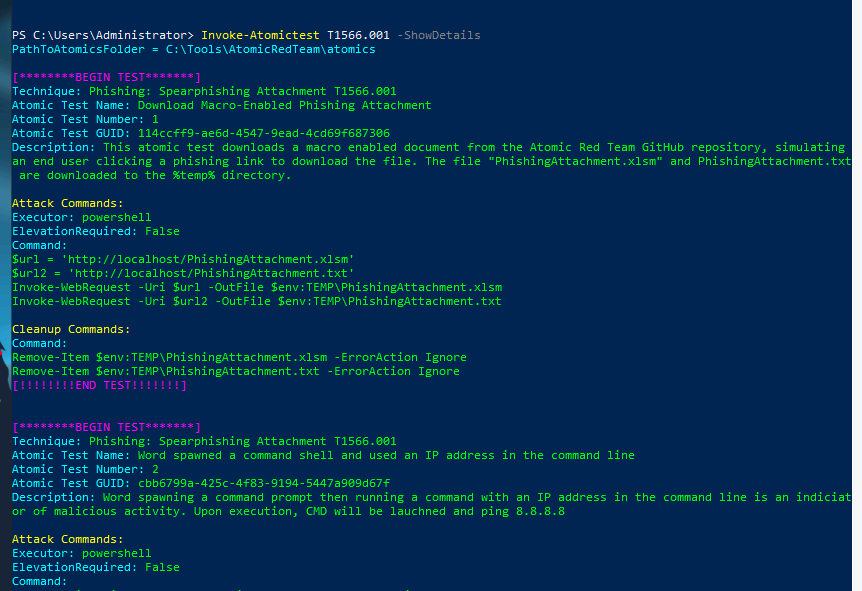 PS C:\Users\Administrator> Invoke-Atomictest T1566.001 -ShowDetails
PathToAtomicsFolder = C:\Tools\AtomicRedTeam\atomics
[********BEGIN TEST*******]
Technique: Phishing: Spearphishing Attachment T1566.001
Atomic Test Name: Download Macro-Enabled Phishing Attachment
Atomic Test Number: 1
Atomic Test GUID: 114ccff9-ae6d-4547-9ead-4cd69f687306
Description: This atomic test downloads a macro enabled document from the Atomic Red Team GitHub repository, simulating
an end user clicking a phishing link to download the file. The file "PhishingAttachment.xlsm" and PhishingAttachment.txt
are downloaded to the %temp% directory.
Attack Commands:
Executor: powershell
ElevationRequired: False
Command:
$url = 'http://localhost/PhishingAttachment.xlsm'
$url2 = 'http://localhost/PhishingAttachment.txt'
Invoke-WebRequest -Uri $url -OutFile $env:TEMP\PhishingAttachment.xlsm
Invoke-WebRequest -Uri $url2 -OutFile $env:TEMP\PhishingAttachment.txt
Cleanup Commands:
Command:
Remove-Item $env:TEMP\PhishingAttachment.xlsm -ErrorAction Ignore
Remove-Item $env:TEMP\PhishingAttachment.txt -ErrorAction Ignore
[!!!!!!!!END TEST!!!!!!!]
[********BEGIN TEST*******]
Technique: Phishing: Spearphishing Attachment T1566.001
Atomic Test Name: Word spawned a command shell and used an IP address in the command line
Atomic Test Number: 2
Atomic Test GUID: cbb6799a-425c-4f83-9194-5447a909d67f
Description: Word spawning a command prompt then running a command with an IP address in the command line is an indiciat
or of malicious activity. Upon execution, CMD will be lauchned and ping 8.8.8.8
Attack Commands:
Executor: powershell
ElevationRequired: False
Command: